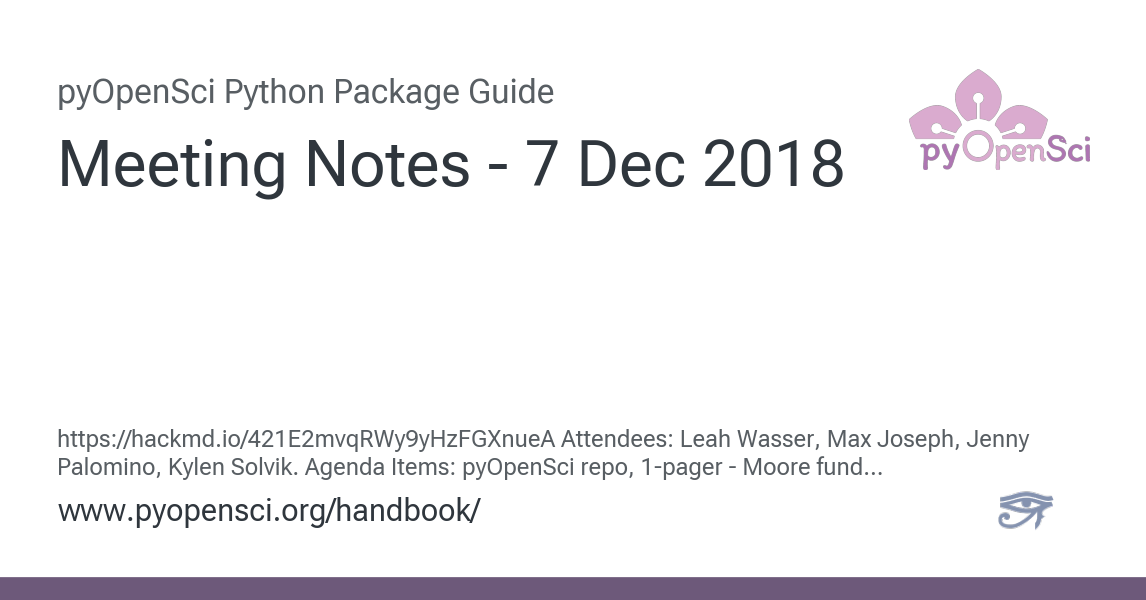 pyOpenSci Python Package Guide
Meeting Notes - 7 Dec 2018
pyOpenSci
https://hackmd.io/421E2mvqRWy9yHzFGXnueA Attendees: Leah Wasser, Max Joseph, Jenny
Palomino, Kylen Solvik. Agenda Items: pyOpenSci repo, 1-pager - Moore fund...
www.pyopensci.org/handbook/